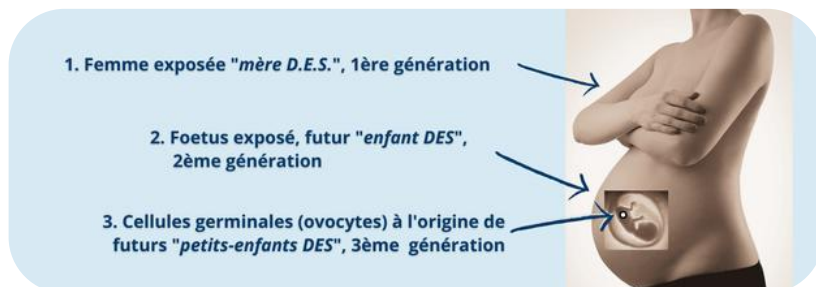 1. Femme exposée "mère D.E.S.", 1ère génération
2. Foetus exposé, futur "enfant DES",
2ème génération
3. Cellules germinales (ovocytes) à l'origine de
futurs "petits-enfants DES", 3ème génération